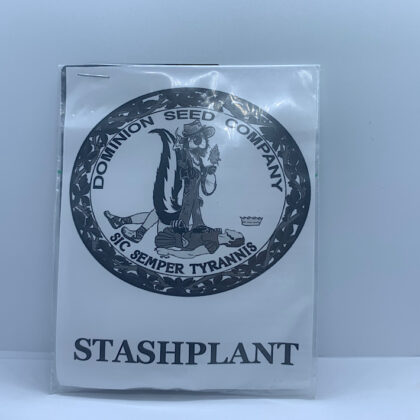 DOMINION SEED COMPANY
SIC SEMPER TYRANNIS
STASHPLANT